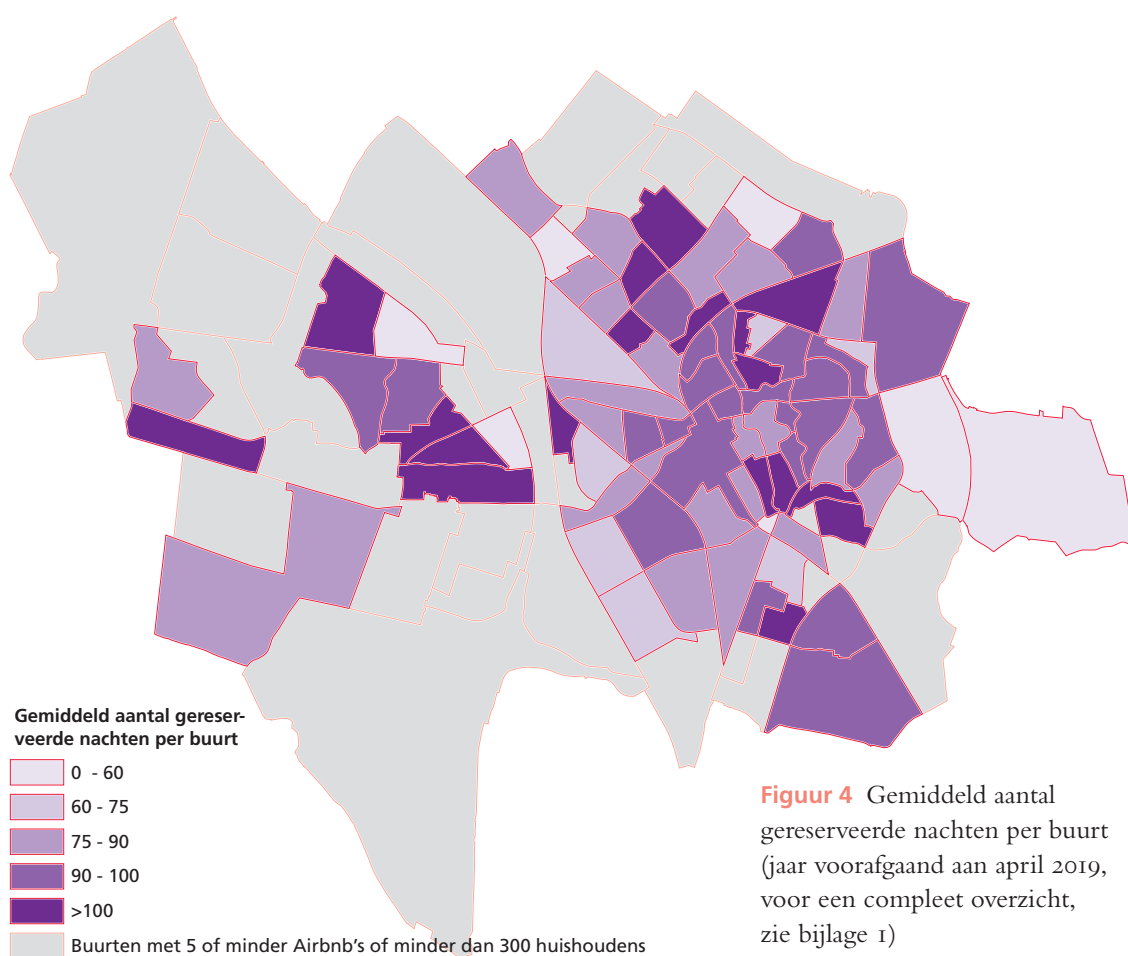 Gemiddeld aantal gereser-
veerde nachten per buurt
0 - 60
60 - 75
75 - 90
90 - 100
>100
Buurten met 5 of minder Airbnb's of minder dan 300 huishoudens
Figuur 4 Gemiddeld aantal
gereserveerde nachten per buurt
(jaar voorafgaand aan april 2019,
voor een compleet overzicht,
zie bijlage 1)